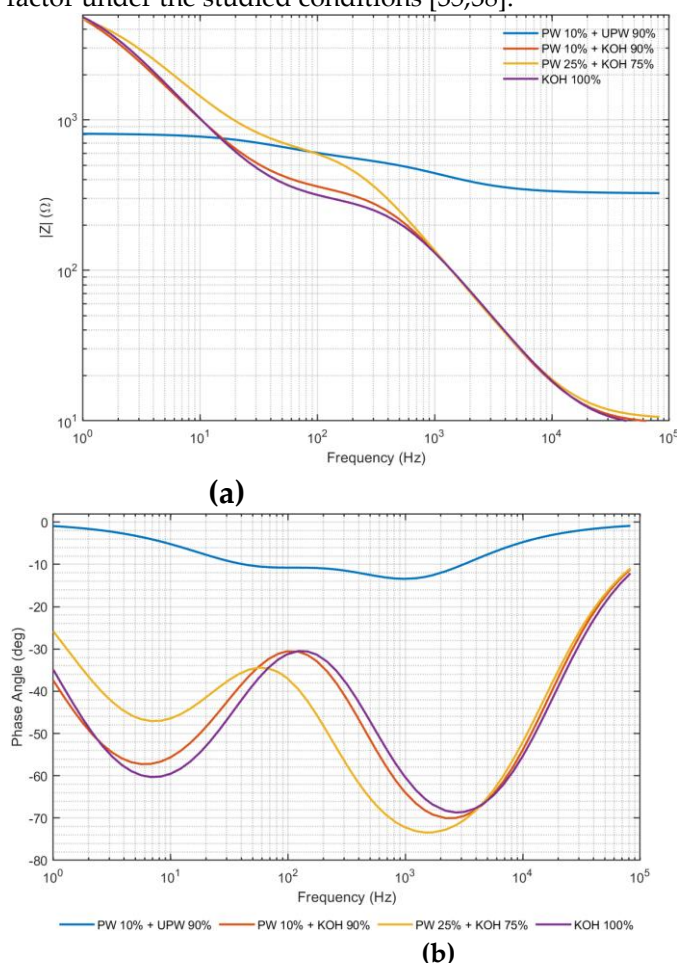 factor under the studied conditions [35,38].
PW 10% + UPW 90%
PW 10% + KOH 90%
PW 25% + KOH 75%
KOH 100%
10³
10²
10¹
|Z| (Ω)
10⁰ 10¹ 10² 10³ 10⁴ 10⁵
Frequency (Hz)
(a)
0
-10
-20
-30
-40
-50
-60
-70
-80
Phase Angle (deg)
10⁰ 10¹ 10² 10³ 10⁴ 10⁵
Frequency (Hz)
PW 10% + UPW 90% PW 10% + KOH 90% PW 25% + KOH 75% KOH 100%
(b)